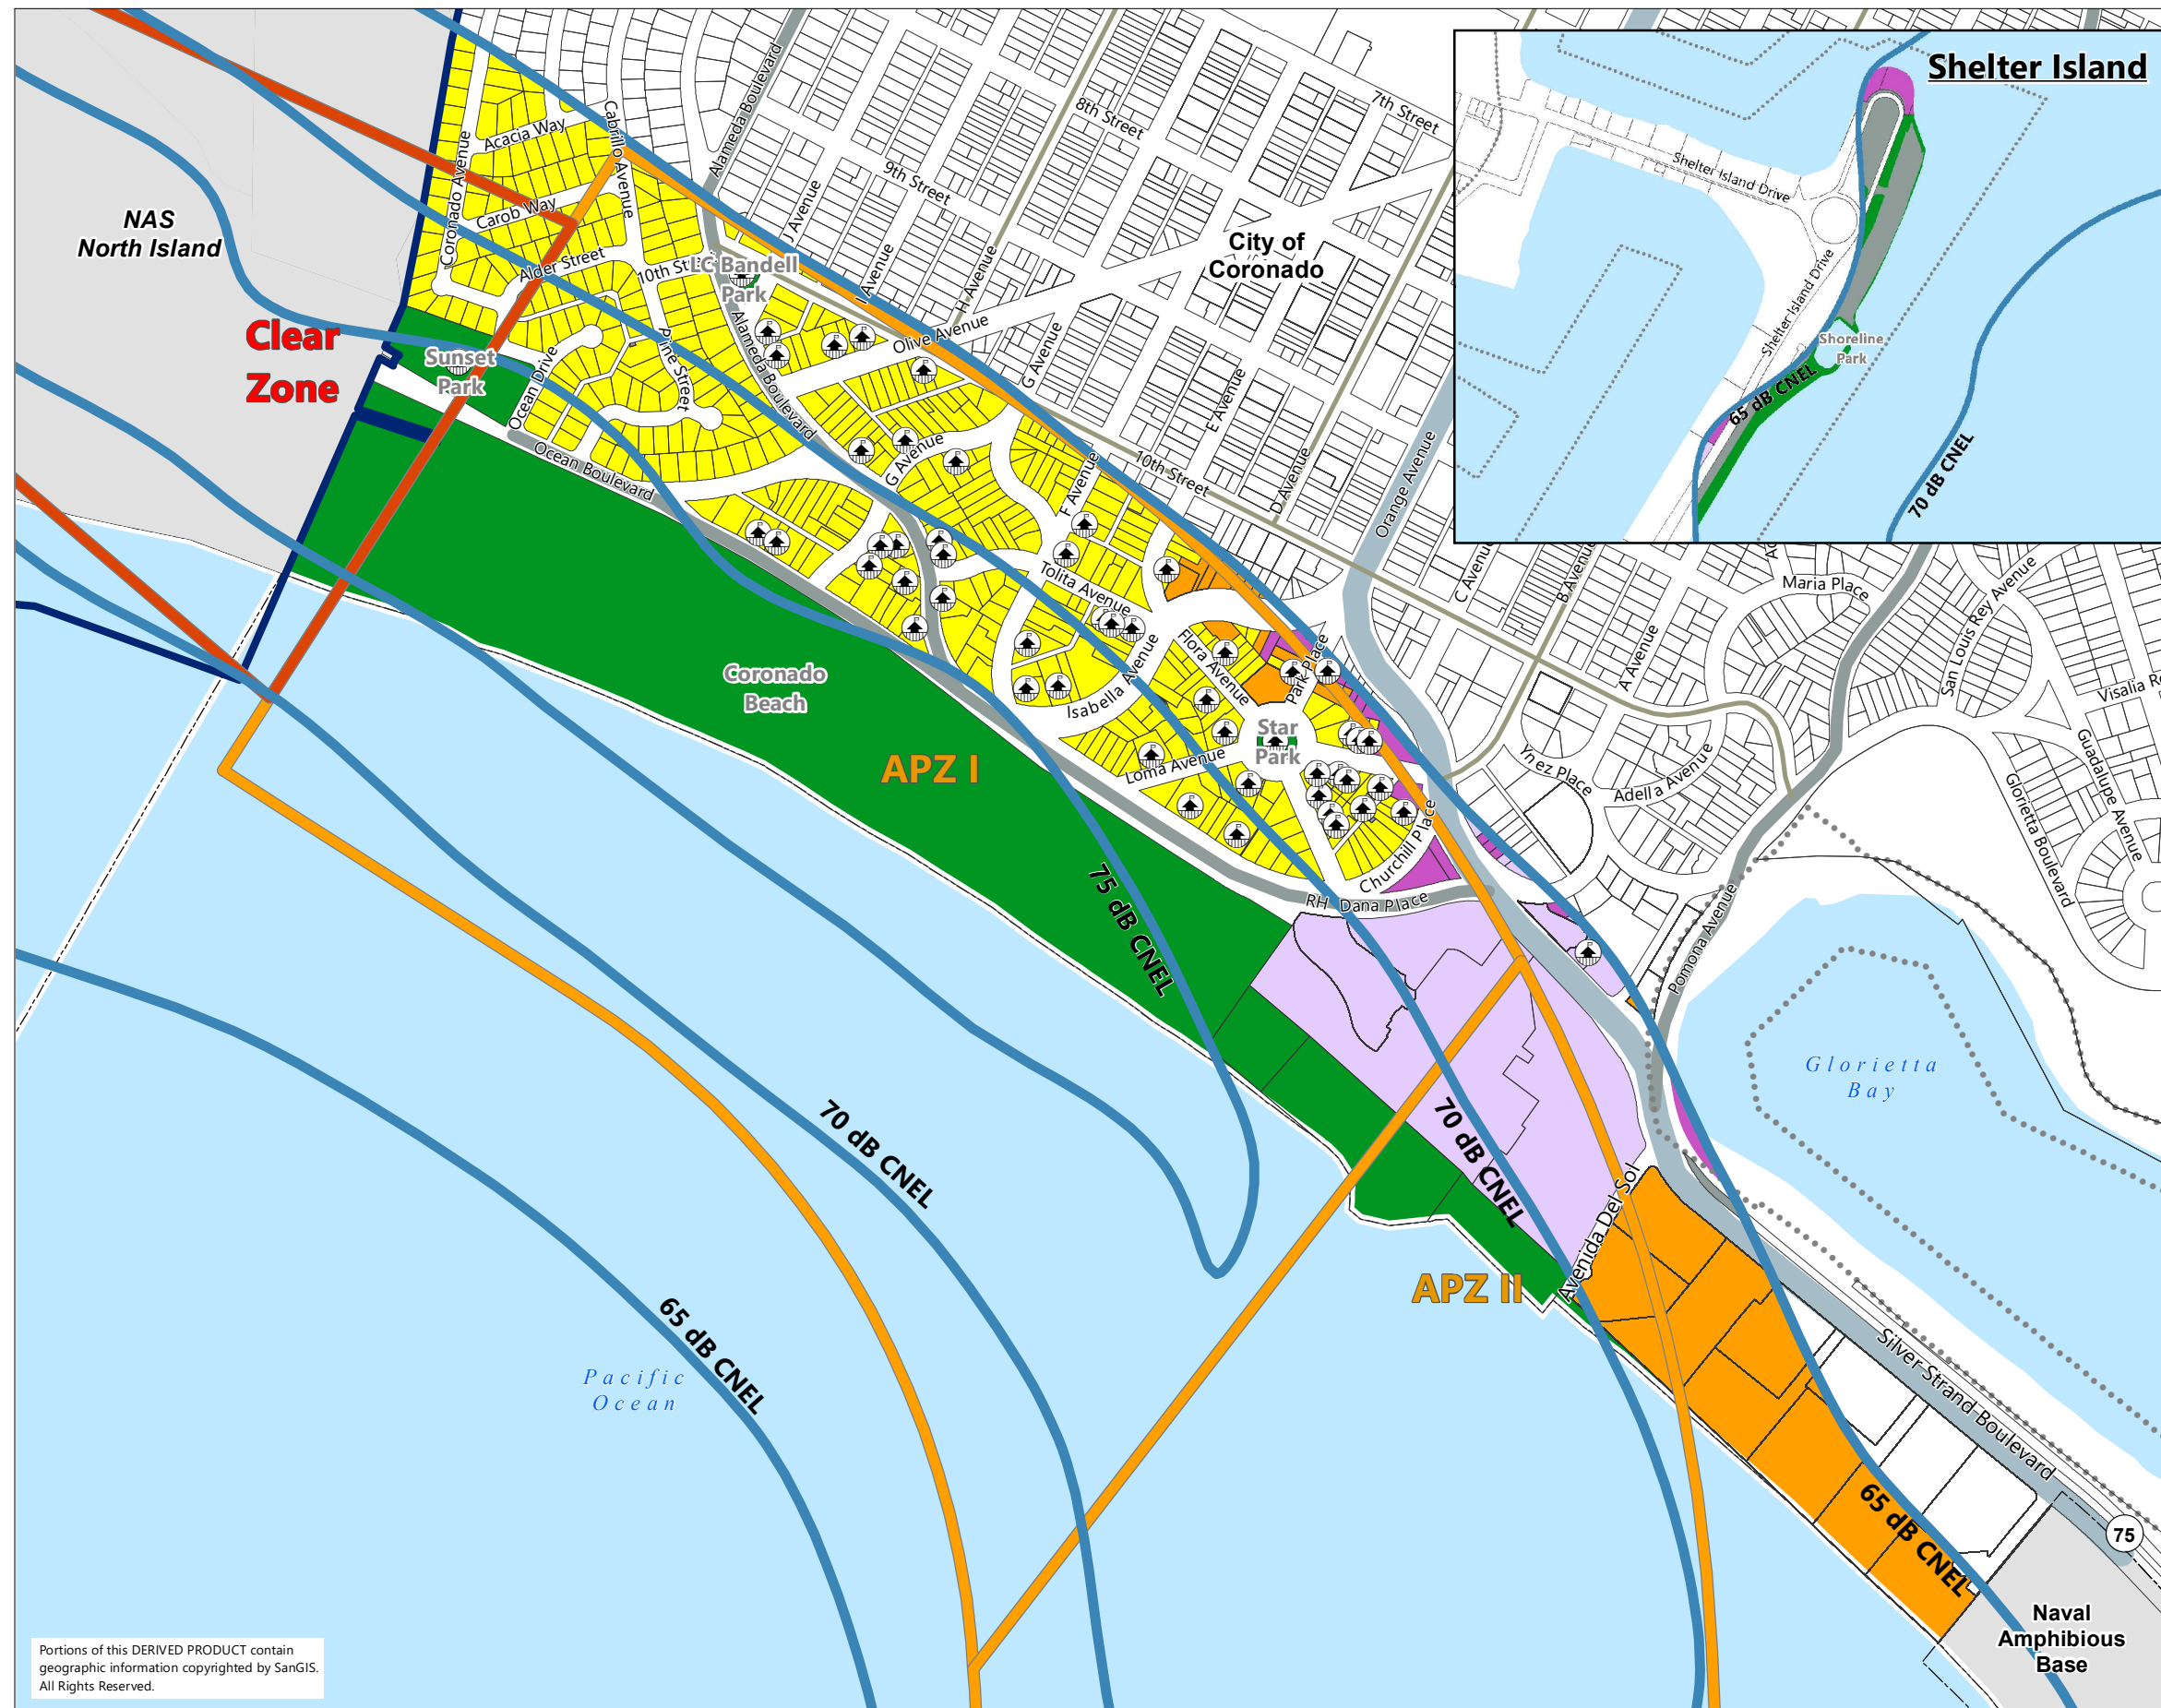 Shelter Island
Shelter Island Drive
Shelter Island Drive
Shoreline
Park
65 dB CNEL
70 dB CNEL
NAS
North Island
Clear
Zone
Coronado Avenue
Acacia Way
Cabrillo Avenue
Carob Way
Alder Street
Alameda Boulevard
7th Street
8th Street
9th Street
J Avenue
I Avenue
H Avenue
City of
Coronado
10th St
LC Bandell
Park
Alameda Boulevard
Olive Avenue
G Avenue
E Avenue
Sunset
Park
Ocean Drive
Pine Street
Ocean Boulevard
G Avenue
F Avenue
10th Street
D Avenue
Orange Avenue
C Avenue
B Avenue
A Avenue
Maria Place
San Louis Rey Avenue
Visalia R
Guadalupe Avenue
Glorietta Boulevard
Tolita Avenue
Flora Avenue
Isabella Avenue
Park Place
Star
Park
Loma Avenue
Ynez Place
Adella Avenue
Churchill Place
RH Dana Place
Pomona Avenue
Coronado
Beach
APZ I
75 dB CNEL
Glorietta
Bay
70 dB CNEL
70 dB CNEL
Avenida Del Sol
APZ II
65 dB CNEL
Pacific
Ocean
Silver Strand Boulevard
65 dB CNEL
75
Naval
Amphibious
Base
Portions of this DERIVED PRODUCT contain
geographic information copyrighted by SanGIS.
All Rights Reserved.